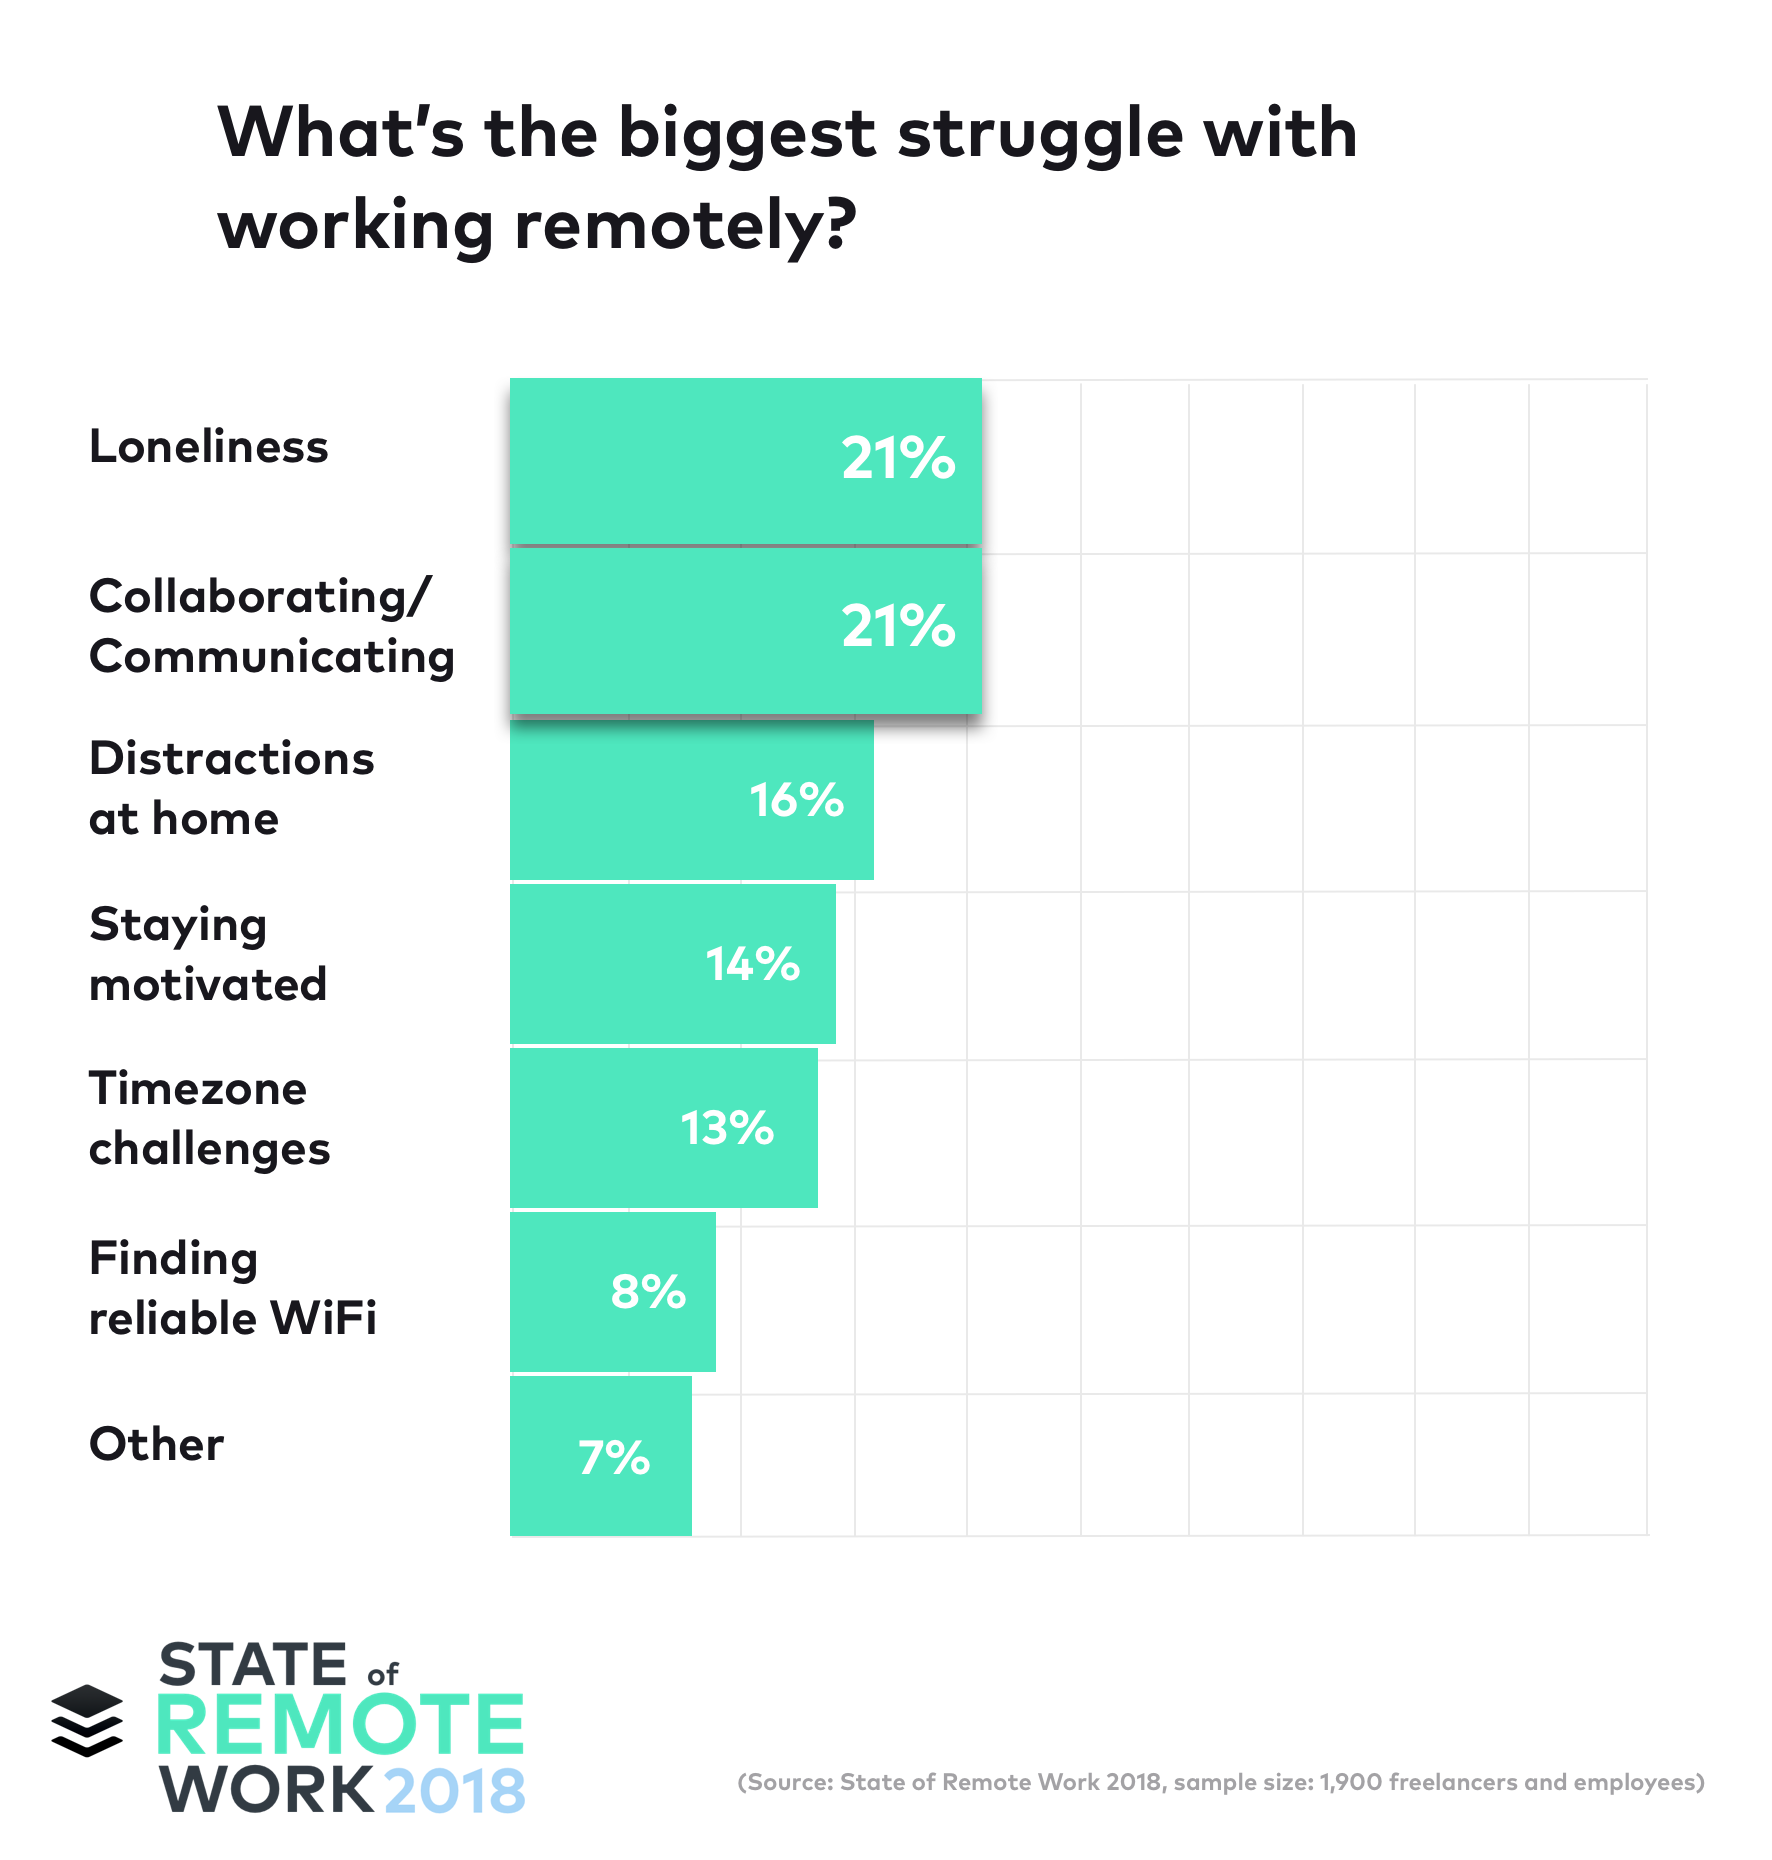 What's the biggest struggle with
working remotely?
Loneliness
21%
Collaborating/
Communicating
21%
Distractions
at home
16%
Staying
motivated
14%
Timezone
challenges
13%
Finding
reliable WiFi
8%
Other
7%
STATE of
REMOTE
WORK 2018
(Source: State of Remote Work 2018, sample size: 1,900 freelancers and employees)